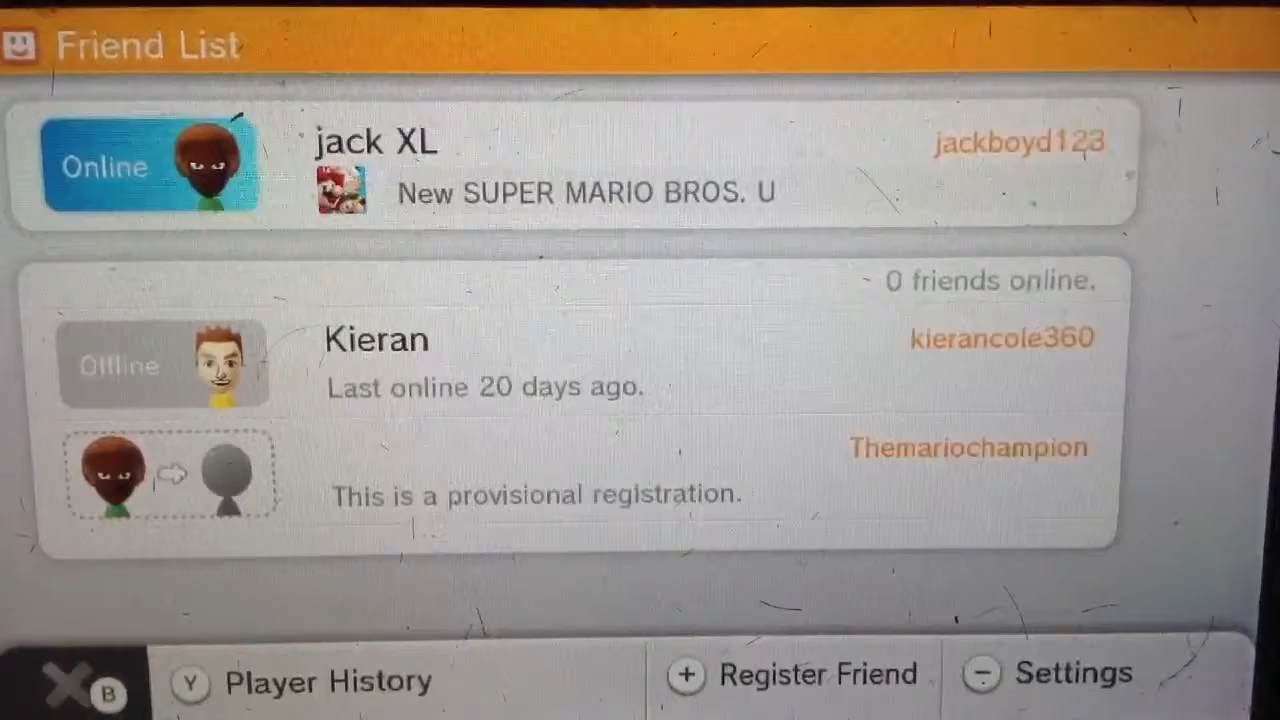 Friend List
Online
jack XL
jackboyd123
New SUPER MARIO BROS. U
0 friends online.
Offline
Kieran
kierancole360
Last online 20 days ago.
Themariochampion
This is a provisional registration.
B
Y Player History
+ Register Friend
− Settings